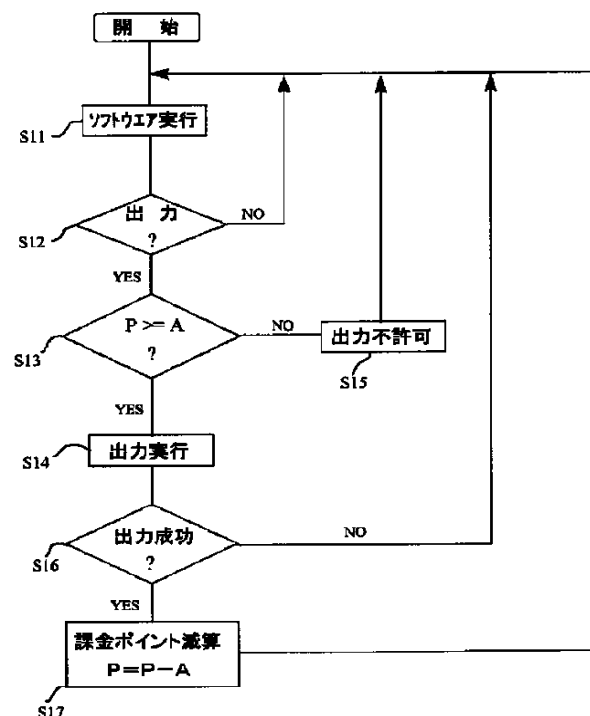 開 始
ソフトウエア実行
S11
出 力
?
NO
S12
YES
P >= A
?
NO
出力不許可
S13
S15
YES
出力実行
S14
出力成功
?
NO
S16
YES
課金ポイント減算
P=P−A
S17